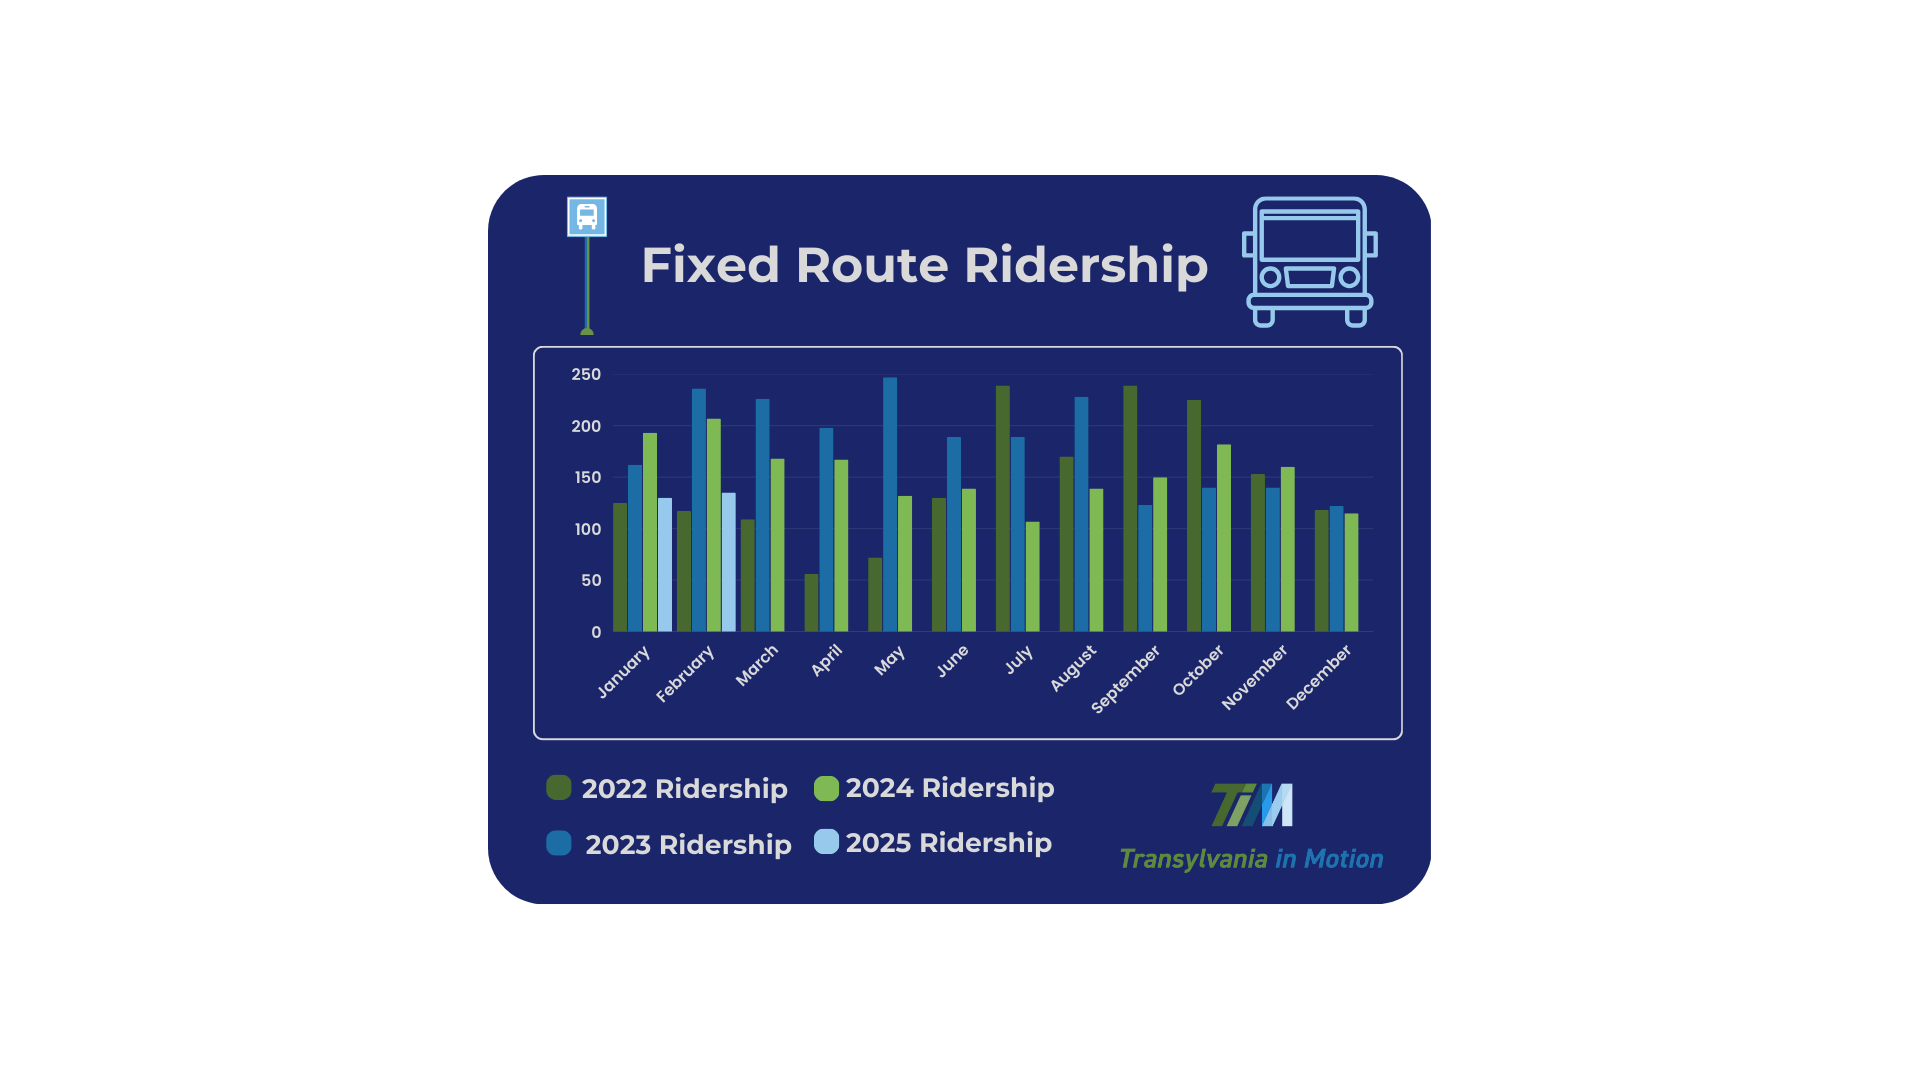 Fixed Route Ridership
250
200
150
100
50
0
January
February
March
April
May
June
July
August
September
October
November
December
2022 Ridership
2024 Ridership
2023 Ridership
2025 Ridership
TiM
Transylvania in Motion